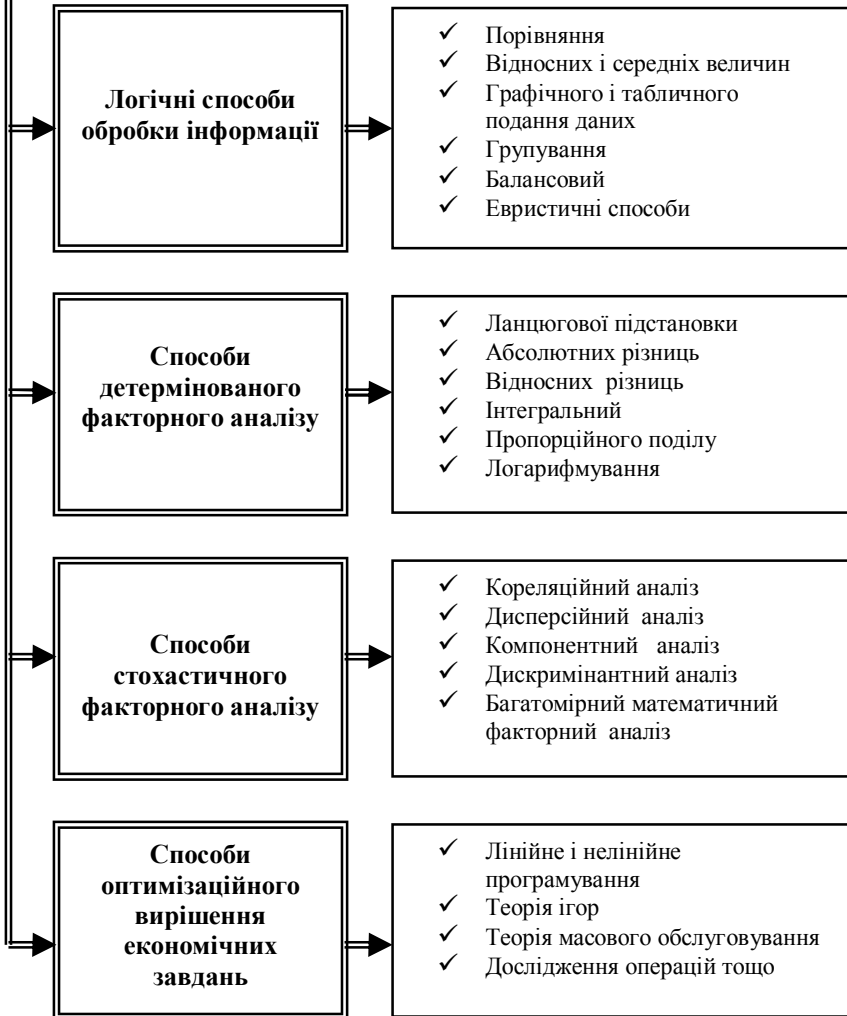 Логічні способи
обробки інформації
✓ Порівняння
✓ Відносних і середніх величин
✓ Графічного і табличного
подання даних
✓ Групування
✓ Балансовий
✓ Евристичні способи
Способи
детермінованого
факторного аналізу
✓ Ланцюгової підстановки
✓ Абсолютних різниць
✓ Відносних різниць
✓ Інтегральний
✓ Пропорційного поділу
✓ Логарифмування
Способи
стохастичного
факторного аналізу
✓ Кореляційний аналіз
✓ Дисперсійний аналіз
✓ Компонентний аналіз
✓ Дискримінантний аналіз
✓ Багатомірний математичний
факторний аналіз
Способи
оптимізаційного
вирішення
економічних
завдань
✓ Лінійне і нелінійне
програмування
✓ Теорія ігор
✓ Теорія масового обслуговування
✓ Дослідження операцій тощо